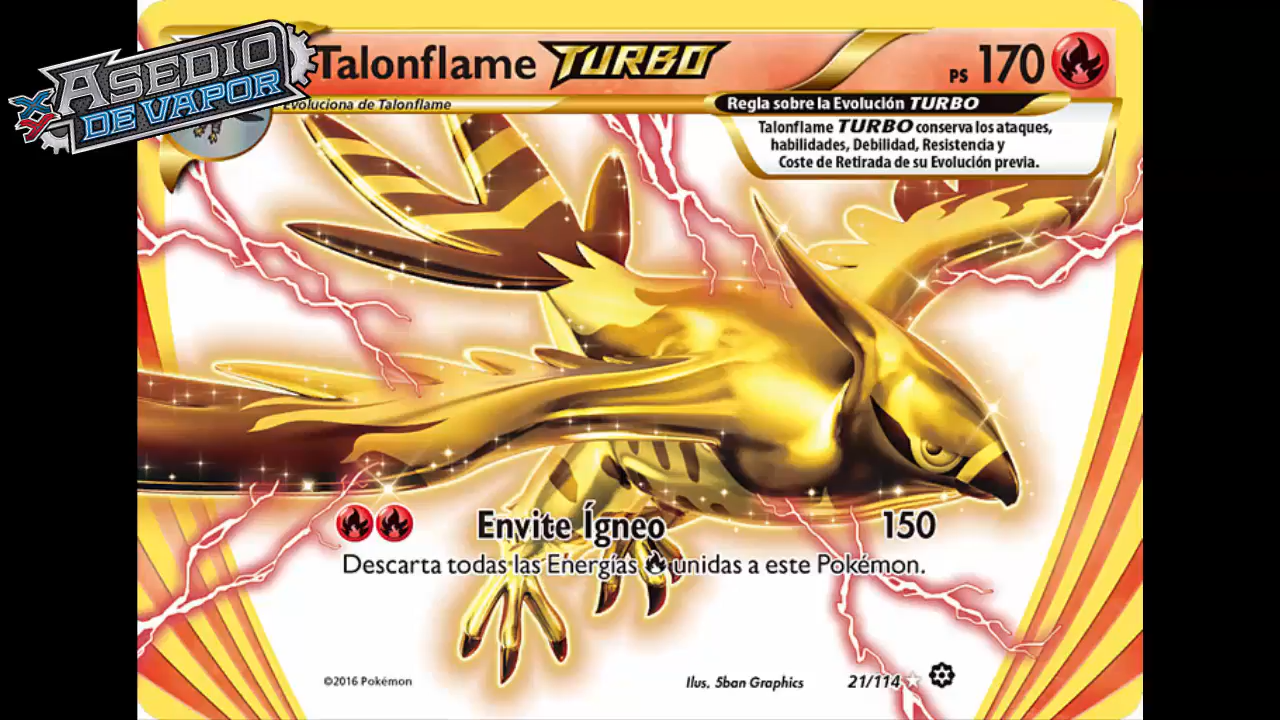 XY
ASEDIO
DE VAPOR
Talonflame TURBO
PS 170
Evoluciona de Talonflame
Regla sobre la Evolución TURBO
Talonflame TURBO conserva los ataques,
habilidades, Debilidad, Resistencia y
Coste de Retirada de su Evolución previa.
Envite Ígneo 150
Descarta todas las Energías unidas a este Pokémon.
©2016 Pokémon
Ilus. 5ban Graphics
21/114